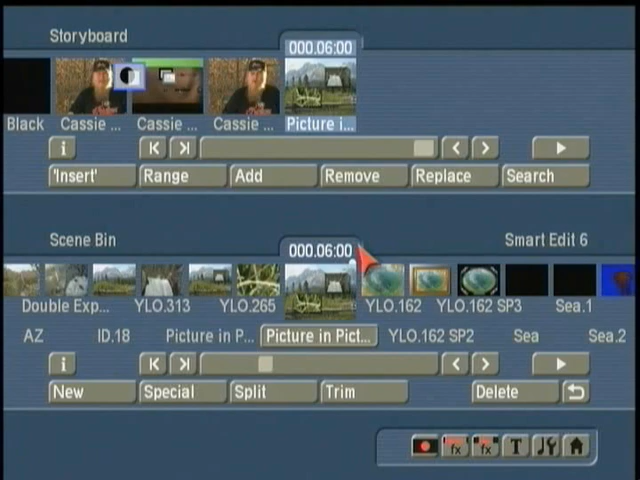 Storyboard
000.06:00
Black Cassie ... Cassie ... Cassie ... Picture i...
i
'Insert' Range Add Remove Replace Search
Scene Bin 000.06:00 Smart Edit 6
Double Exp... YLO.313 YLO.265 YLO.162 YLO.162 SP3 Sea.1
AZ ID.18 Picture in P... Picture in Pict... YLO.162 SP2 Sea Sea.2
i
New Special Split Trim Delete
fx fx T